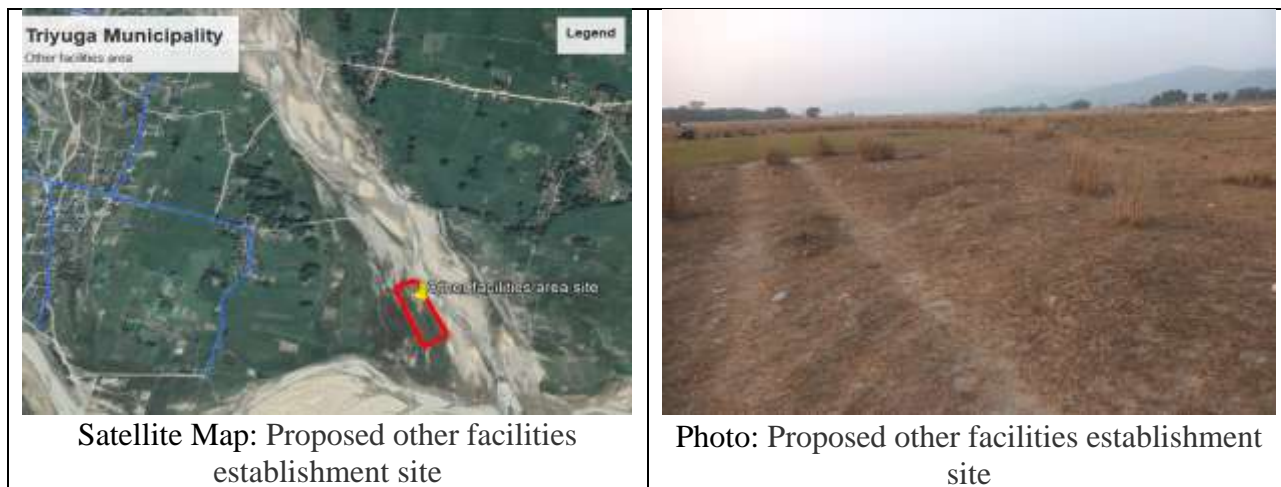 Triyuga Municipality
Other facilities area
Legend
Other facilities area site
Satellite Map: Proposed other facilities
establishment site
Photo: Proposed other facilities establishment
site